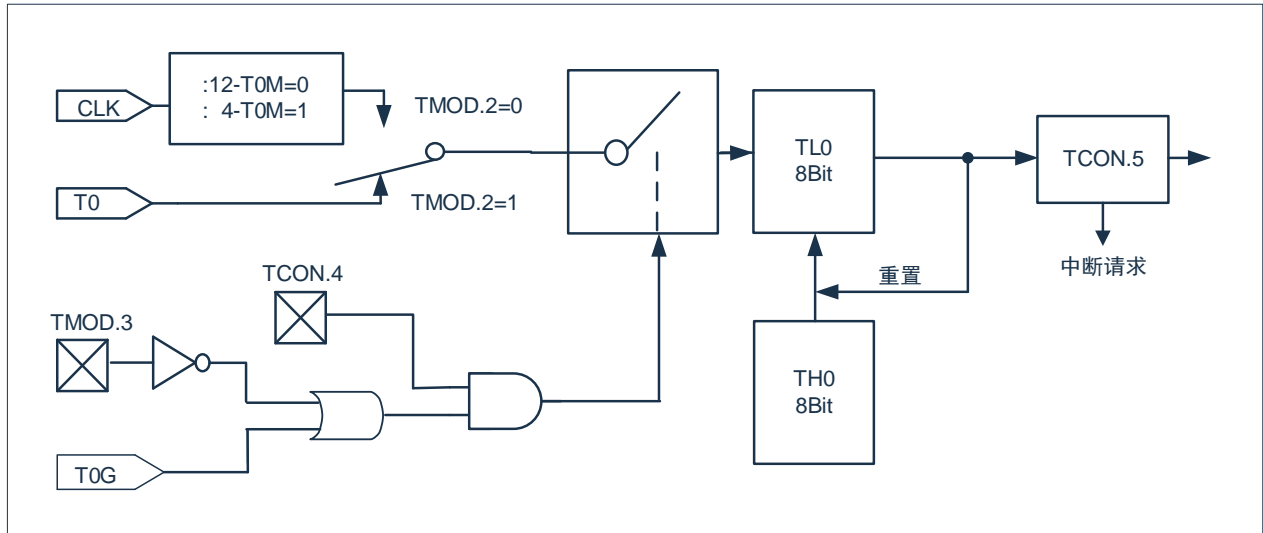 :12-T0M=0
: 4-T0M=1
CLK
TMOD.2=0
T0
TMOD.2=1
TL0
8Bit
TCON.5
中断请求
重置
TCON.4
TMOD.3
TH0
8Bit
T0G